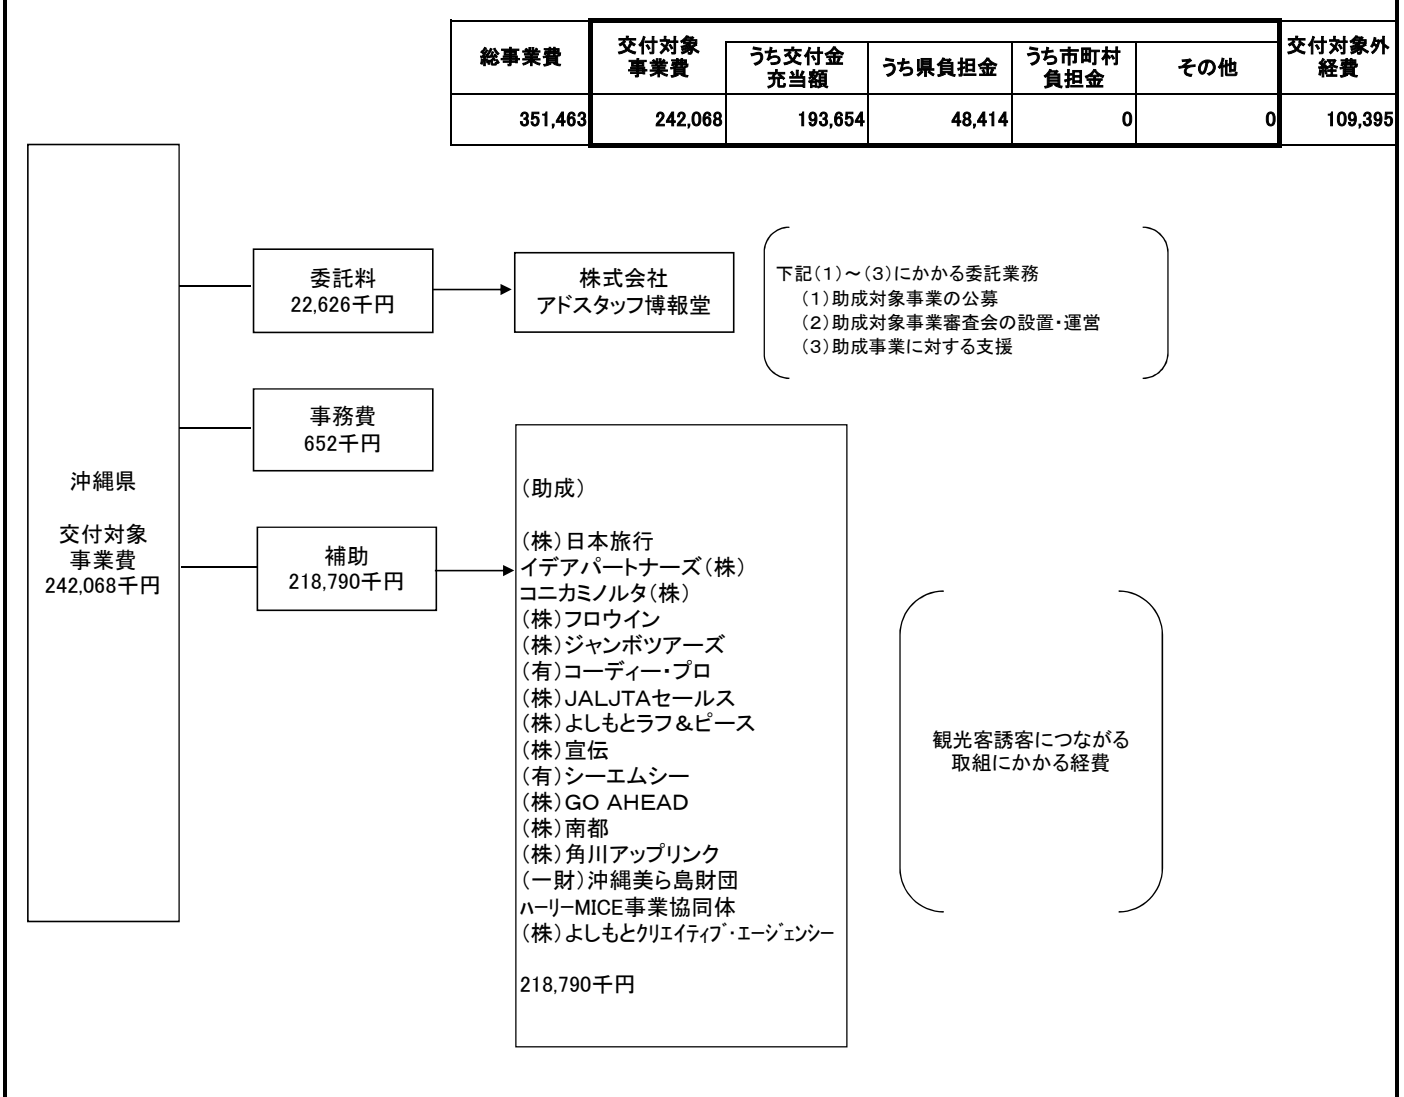 総事業費
交付対象
事業費
うち交付金
充当額
うち県負担金
うち市町村
負担金
その他
交付対象外
経費
351,463
242,068
193,654
48,414
0
0
109,395
委託料
22,626千円
株式会社
アドスタッフ博報堂
下記(1)～(3)にかかる委託業務
(1)助成対象事業の公募
(2)助成対象事業審査会の設置・運営
(3)助成事業に対する支援
事務費
652千円
沖縄県
交付対象
事業費
242,068千円
補助
218,790千円
(助成)
(株)日本旅行
イデアパートナーズ(株)
コニカミノルタ(株)
(株)フロウイン
(株)ジャンボツアーズ
(有)コーディー・プロ
(株)JALJTAセールス
(株)よしもとラフ＆ピース
(株)宣伝
(有)シーエムシー
(株)GO AHEAD
(株)南都
(株)角川アップリンク
(一財)沖縄美ら島財団
ﾊｰﾘｰMICE事業協同体
(株)よしもとｸﾘｴｲﾃｨﾌﾞ･ｴｰｼﾞｪﾝｼｰ
218,790千円
観光客誘客につながる
取組にかかる経費